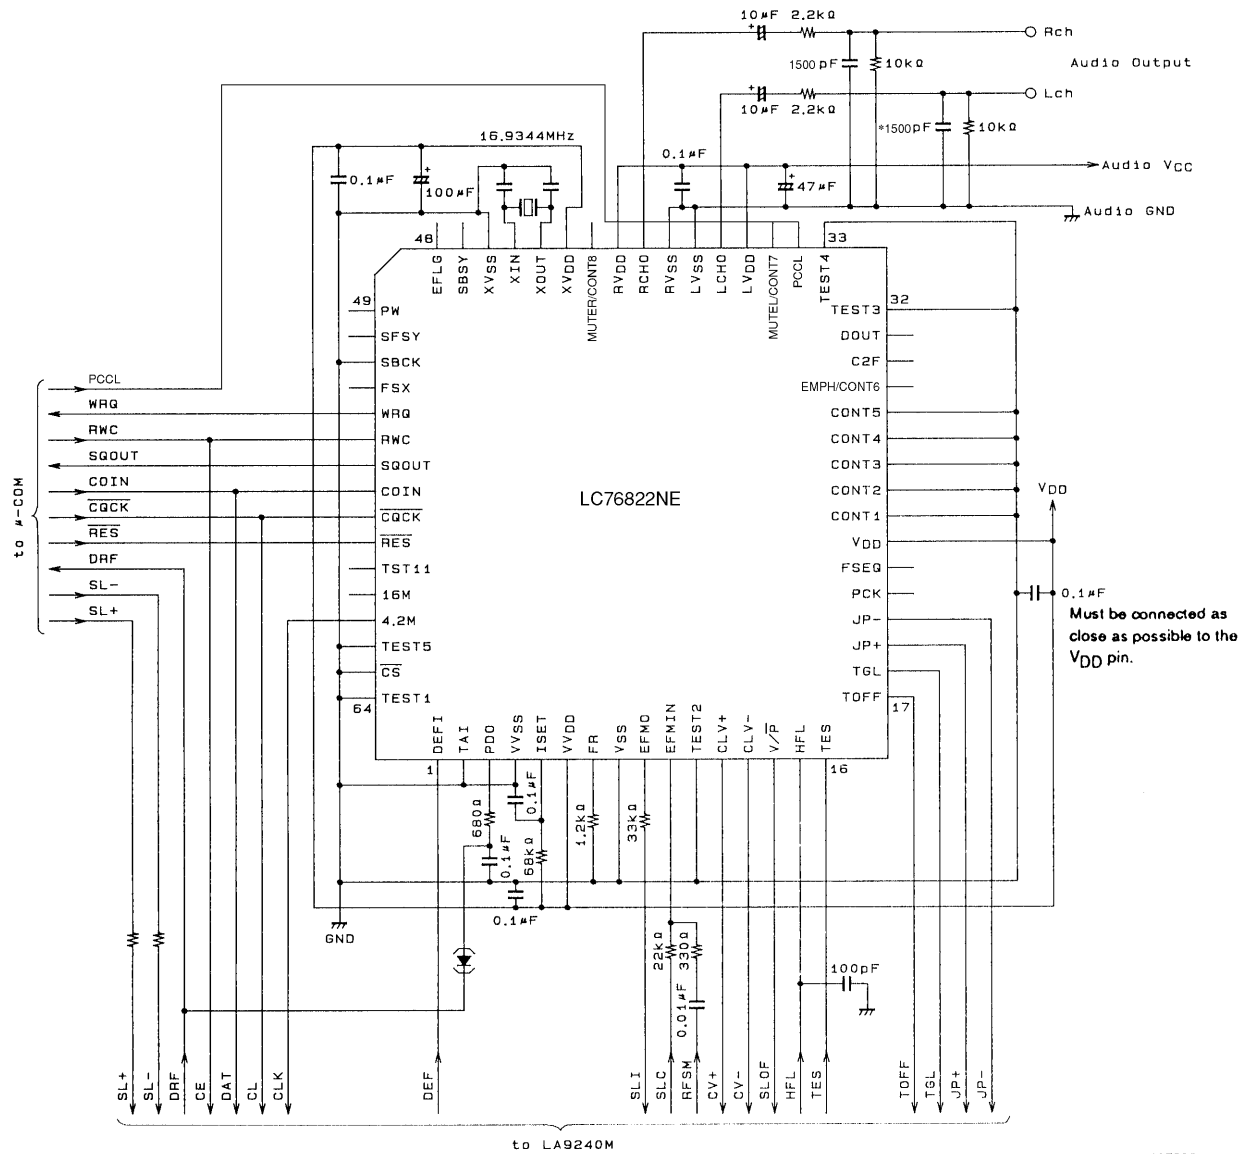 10μF 2.2kΩ
Rch
1500pF
10kΩ
Audio Output
Lch
10μF 2.2kΩ
*1500pF
10kΩ
16.9344MHz
0.1μF
100μF
0.1μF
47μF
Audio VCC
Audio GND
48
33
EFLG
SBSY
XVSS
XIN
XOUT
XVDD
MUTER/CONT8
RVDD
RCHO
RVSS
LVSS
LCHO
LVDD
MUTEL/CONT7
PCCL
TEST4
49
PW
SFSY
SBCK
FSX
WRQ
RWC
SQOUT
COIN
CQCK
RES
TST11
16M
4.2M
TEST5
CS
TEST1
64
32
TEST3
DOUT
C2F
EMPH/CONT6
CONT5
CONT4
CONT3
CONT2
CONT1
VDD
FSEQ
PCK
JP-
JP+
TGL
TOFF
17
LC76822NE
to μ-COM
PCCL
WRQ
RWC
SQOUT
COIN
CQCK
RES
DRF
SL-
SL+
VDD
0.1μF
Must be connected as
close as possible to the
VDD pin.
DEFI
TAI
PDO
VVSS
ISET
VVDD
FR
VSS
EFMO
EFMIN
TEST2
CLV+
CLV-
V/P
HFL
TES
1
16
680Ω
0.1μF
0.1μF
68kΩ
1.2kΩ
33kΩ
0.1μF
GND
22kΩ
330Ω
0.01μF
100pF
SL+
SL-
DRF
CE
DAT
CL
CLK
DEF
SLI
SLC
RFSM
CV+
CV-
SLOF
HFL
TES
TOFF
TGL
JP+
JP-
to LA9240M